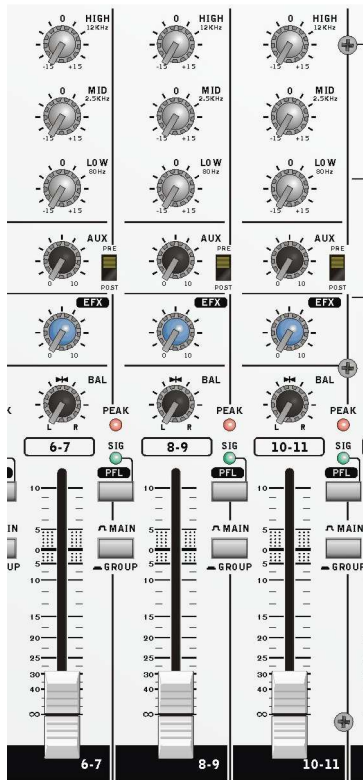 0 HIGH 0 HIGH 0 HIGH
12KHz 12KHz 12KHz
-15 +15 -15 +15 -15 +15
0 MID 0 MID 0 MID
2.5KHz 2.5KHz 2.5KHz
-15 +15 -15 +15 -15 +15
0 LOW 0 LOW 0 LOW
80Hz 80Hz 80Hz
-15 +15 -15 +15 -15 +15
AUX AUX AUX
PRE PRE PRE
0 10 0 10 0 10
POST POST POST
EFX EFX EFX
0 10 0 10 0 10
BAL BAL BAL
L R PEAK L R PEAK L R PEAK
6-7 SIG 8-9 SIG 10-11 SIG
PFL PFL PFL
10 10 10
5 MAIN 5 MAIN 5 MAIN
0 0 0
5 GROUP 5 GROUP 5 GROUP
10 10 10
15 15 15
20 20 20
25 25 25
30 30 30
40 40 40
∞ ∞ ∞
6-7 8-9 10-11